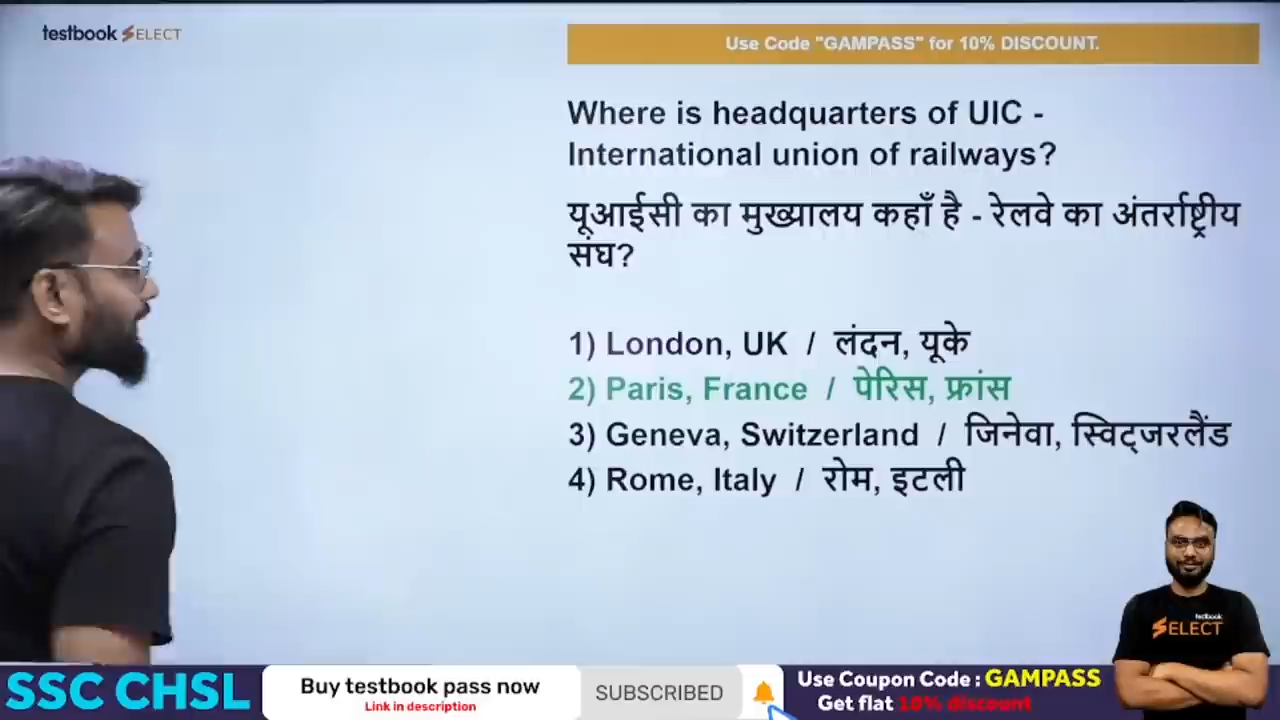 testbook SELECT
Use Code "GAMPASS" for 10% DISCOUNT.
Where is headquarters of UIC -
International union of railways?
यूआईसी का मुख्यालय कहाँ है - रेलवे का अंतर्राष्ट्रीय
संघ?
1) London, UK / लंदन, यूके
2) Paris, France / पेरिस, फ्रांस
3) Geneva, Switzerland / जिनेवा, स्विट्जरलैंड
4) Rome, Italy / रोम, इटली
testbook
SELECT
SSC CHSL
Buy testbook pass now
Link in description
SUBSCRIBED
Use Coupon Code : GAMPASS
Get flat 10% discount